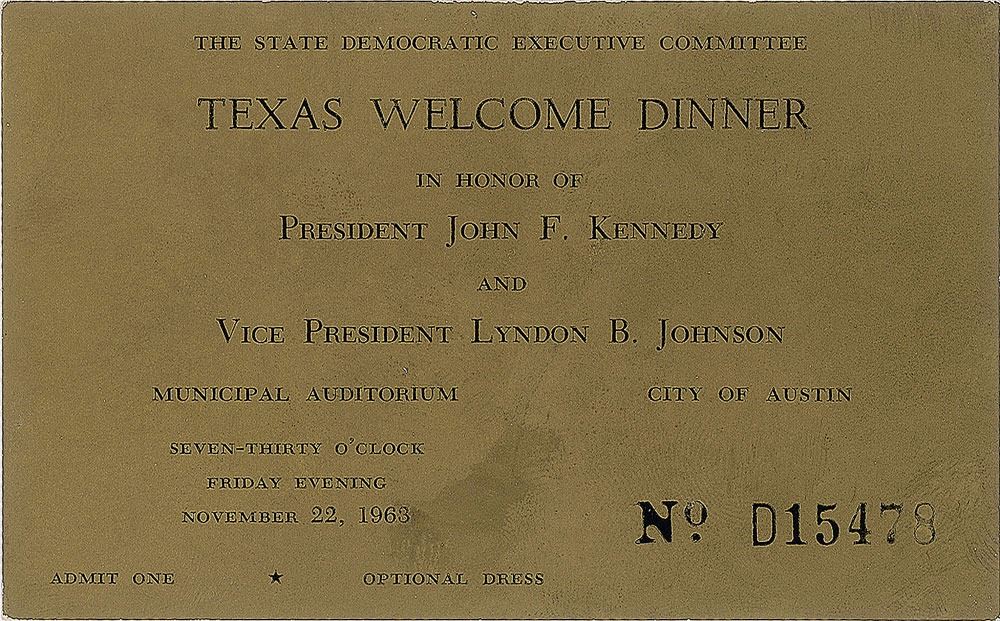 THE STATE DEMOCRATIC EXECUTIVE COMMITTEE
TEXAS WELCOME DINNER
IN HONOR OF
PRESIDENT JOHN F. KENNEDY
AND
VICE PRESIDENT LYNDON B. JOHNSON
MUNICIPAL AUDITORIUM CITY OF AUSTIN
SEVEN-THIRTY O'CLOCK
FRIDAY EVENING
NOVEMBER 22, 1963
Nº D15478
ADMIT ONE ★ OPTIONAL DRESS